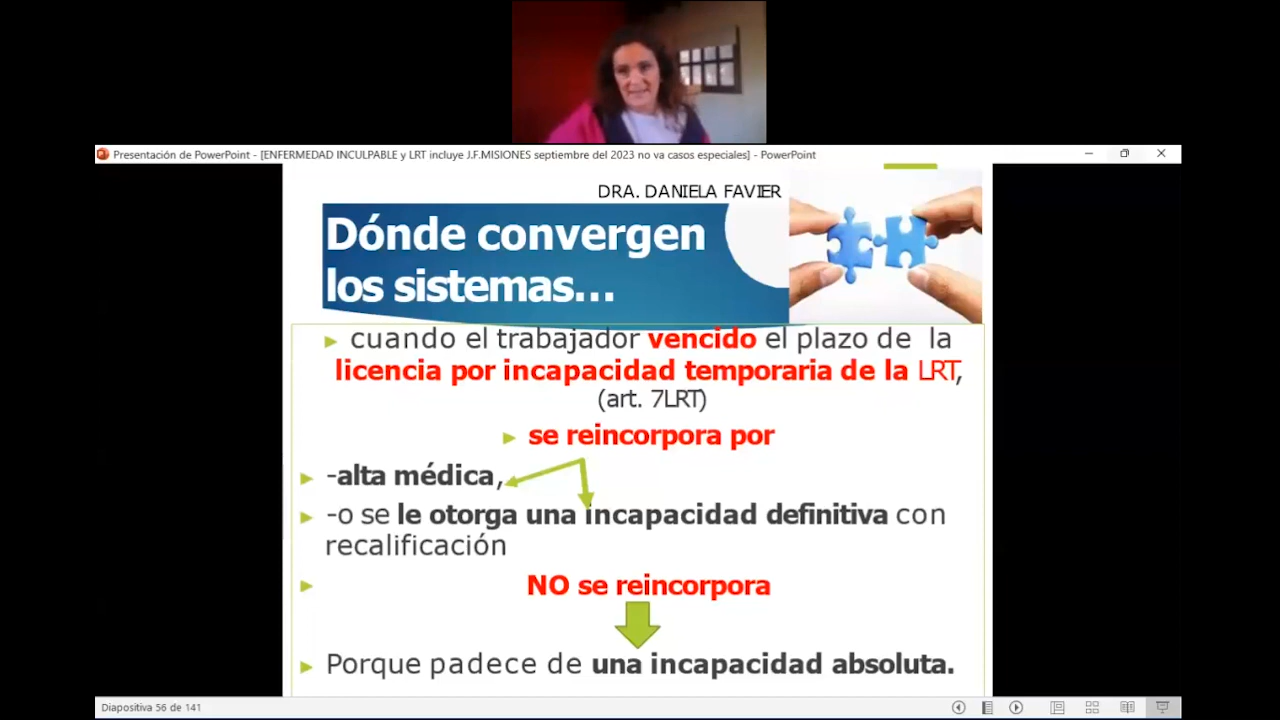 Presentación de PowerPoint - [ENFERMEDAD INCULPABLE y LRT incluye J.F.MISIONES septiembre del 2023 no va casos especiales] - PowerPoint
DRA. DANIELA FAVIER
Dónde convergen
los sistemas...
cuando el trabajador vencido el plazo de la
licencia por incapacidad temporaria de la LRT,
(art. 7LRT)
se reincorpora por
-alta médica,
-o se le otorga una incapacidad definitiva con
recalificación
NO se reincorpora
Porque padece de una incapacidad absoluta.
Diapositiva 56 de 141